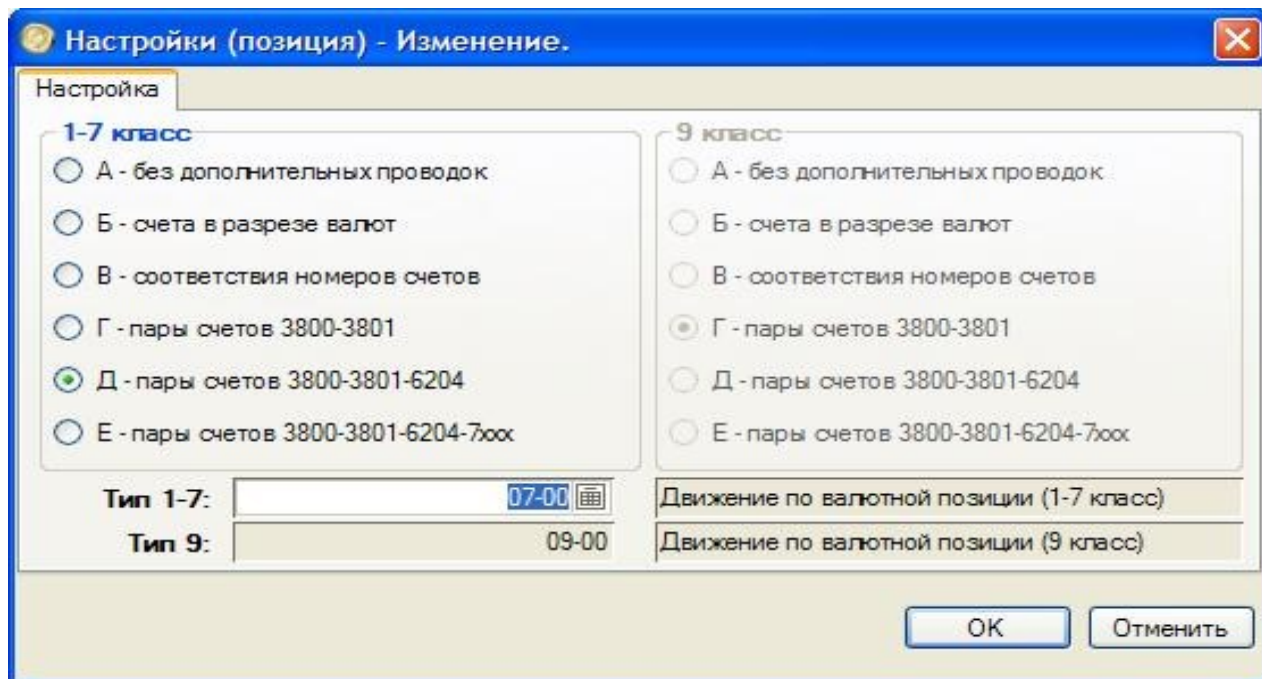 Настройки (позиция) - Изменение.
Настройка
1-7 класс
А - без дополнительных проводок
Б - счета в разрезе валют
В - соответствия номеров счетов
Г - пары счетов 3800-3801
Д - пары счетов 3800-3801-6204
Е - пары счетов 3800-3801-6204-7xxx
9 класс
А - без дополнительных проводок
Б - счета в разрезе валют
В - соответствия номеров счетов
Г - пары счетов 3800-3801
Д - пары счетов 3800-3801-6204
Е - пары счетов 3800-3801-6204-7xxx
Тип 1-7: 07-00 Движение по валютной позиции (1-7 класс)
Тип 9: 09-00 Движение по валютной позиции (9 класс)
OK Отменить